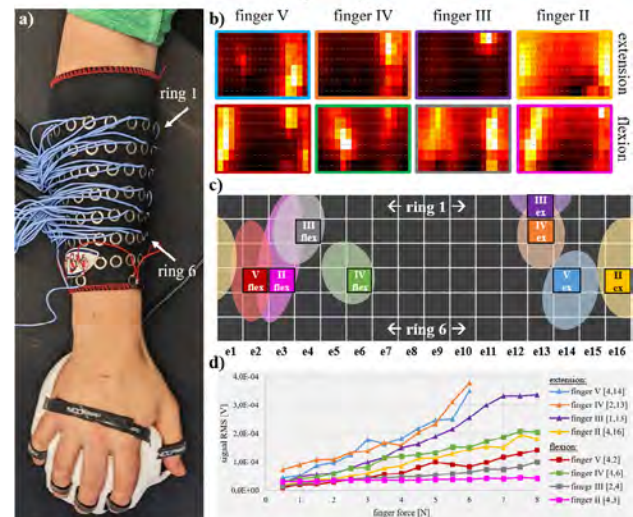 a)
ring 1
ring 6
b)
finger V finger IV finger III finger II
extension
flexion
c)
← ring 1 →
III ex
IV ex
III flex
V flex
II flex
IV flex
V ex
II ex
← ring 6 →
e1 e2 e3 e4 e5 e6 e7 e8 e9 e10 e11 e12 e13 e14 e15 e16
d)
signal RMS [V]
4,0E-04
3,0E-04
2,0E-04
1,0E-04
0,0E+00
0 1 2 3 4 5 6 7 8
finger force [N]
extension:
finger V [4,14]
finger IV [2,13]
finger III [1,13]
finger II [4,16]
flexion:
finger V [4,2]
finger IV [4,6]
finger III [2,4]
finger II [4,3]